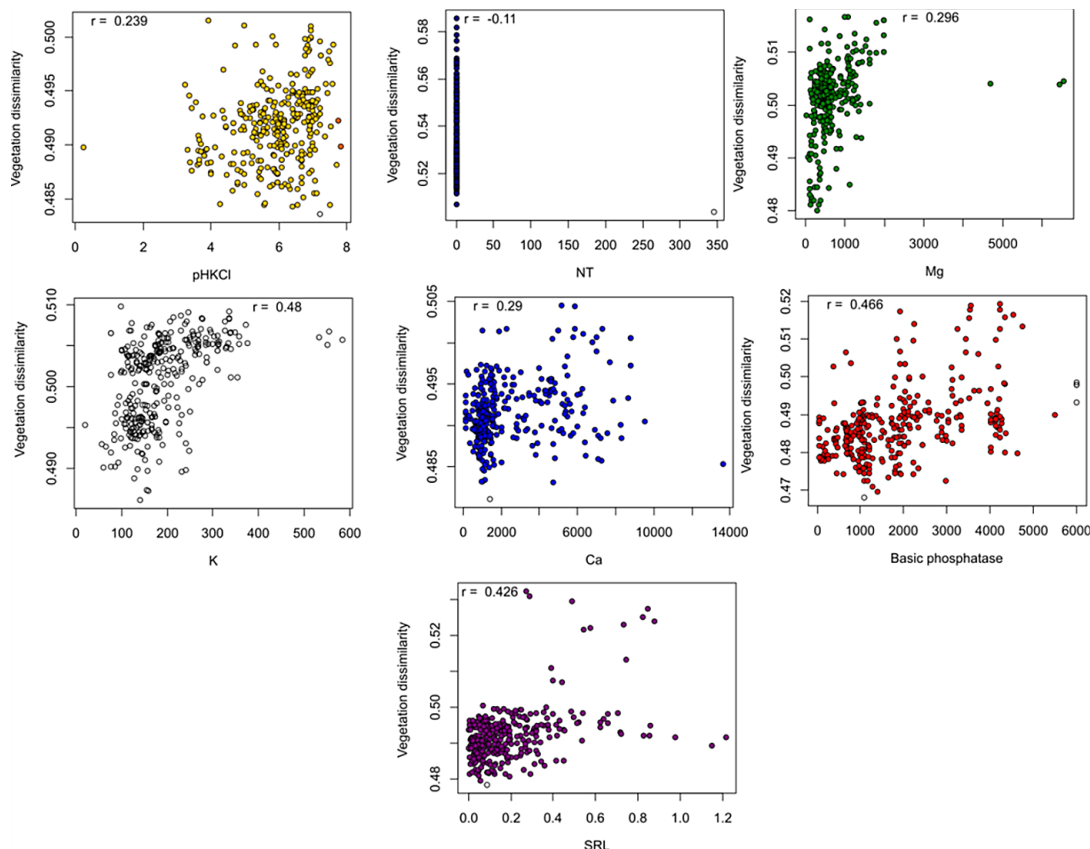 r = 0.239
Vegetation dissimilarity
0.500
0.495
0.490
0.485
0 2 4 6 8
pHKCl
r = -0.11
Vegetation dissimilarity
0.58
0.56
0.54
0.52
0 50 100 150 200 250 300 350
NT
r = 0.296
Vegetation dissimilarity
0.51
0.50
0.49
0.48
0 1000 3000 5000
Mg
r = 0.48
Vegetation dissimilarity
0.510
0.500
0.490
0 100 200 300 400 500 600
K
r = 0.29
Vegetation dissimilarity
0.505
0.495
0.485
0 2000 6000 10000 14000
Ca
r = 0.466
Vegetation dissimilarity
0.52
0.51
0.50
0.49
0.48
0.47
0 1000 2000 3000 4000 5000 6000
Basic phosphatase
r = 0.426
Vegetation dissimilarity
0.52
0.50
0.48
0.0 0.2 0.4 0.6 0.8 1.0 1.2
SRL